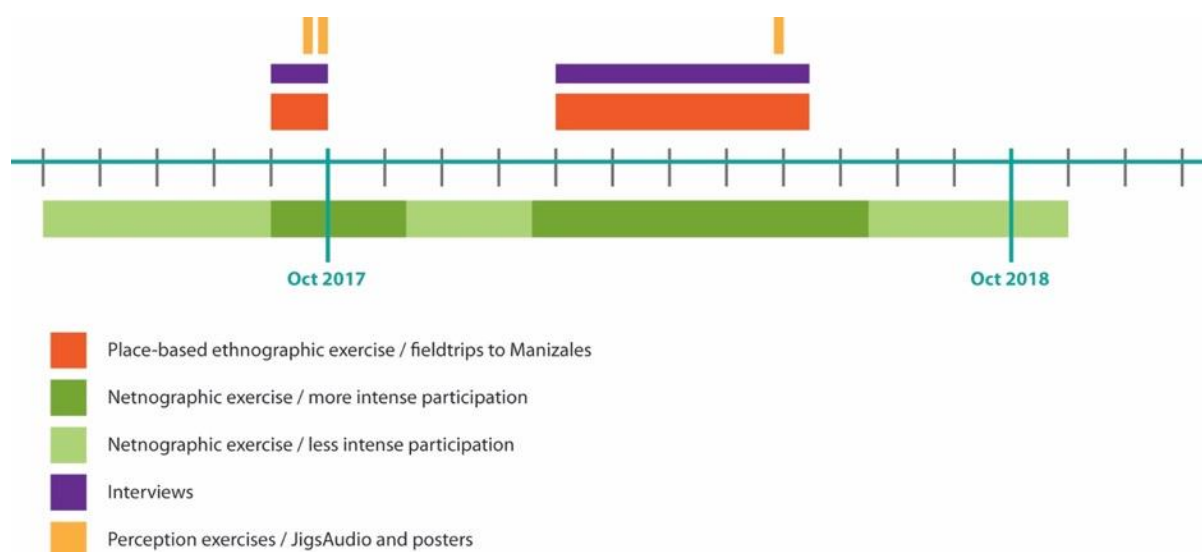 Oct 2017
Oct 2018
Place-based ethnographic exercise / fieldtrips to Manizales
Netnographic exercise / more intense participation
Netnographic exercise / less intense participation
Interviews
Perception exercises / JigsAudio and posters